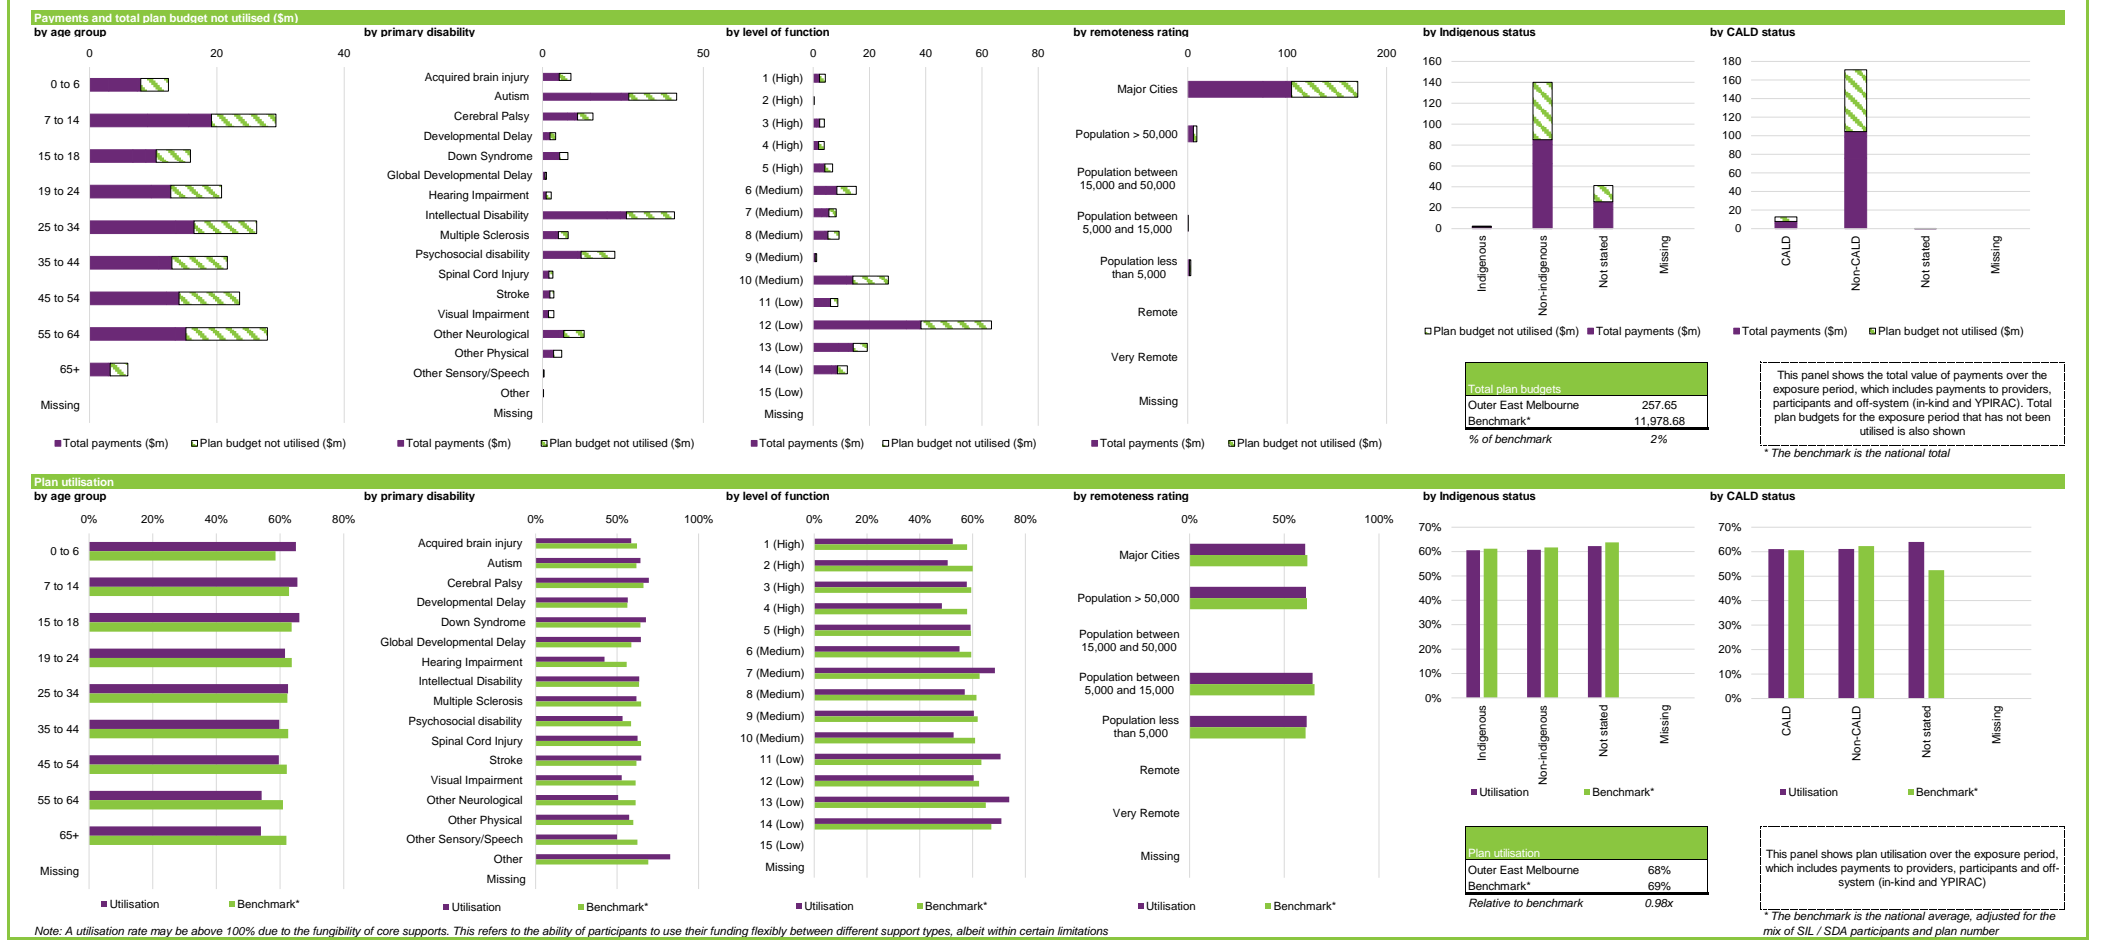 Payments and total plan budget not utilised ($m)
by age group
0 20 40
0 to 6
7 to 14
15 to 18
19 to 24
25 to 34
35 to 44
45 to 54
55 to 64
65+
Missing
Total payments ($m) Plan budget not utilised ($m)
by primary disability
0 50
Acquired brain injury
Autism
Cerebral Palsy
Developmental Delay
Down Syndrome
Global Developmental Delay
Hearing Impairment
Intellectual Disability
Multiple Sclerosis
Psychosocial disability
Spinal Cord Injury
Stroke
Visual Impairment
Other Neurological
Other Physical
Other Sensory/Speech
Other
Missing
Total payments ($m) Plan budget not utilised ($m)
by level of function
0 20 40 60 80
1 (High)
2 (High)
3 (High)
4 (High)
5 (High)
6 (Medium)
7 (Medium)
8 (Medium)
9 (Medium)
10 (Medium)
11 (Low)
12 (Low)
13 (Low)
14 (Low)
15 (Low)
Missing
Total payments ($m) Plan budget not utilised ($m)
by remoteness rating
0 100 200
Major Cities
Population > 50,000
Population between
15,000 and 50,000
Population between
5,000 and 15,000
Population less
than 5,000
Remote
Very Remote
Missing
Total payments ($m) Plan budget not utilised ($m)
by Indigenous status
160
140
120
100
80
60
40
20
0
Indigenous
Non-indigenous
Not stated
Missing
Plan budget not utilised ($m) Total payments ($m)
by CALD status
180
160
140
120
100
80
60
40
20
0
CALD
Non-CALD
Not stated
Missing
Total payments ($m) Plan budget not utilised ($m)
Total plan budgets
Outer East Melbourne 257.65
Benchmark* 11,978.68
% of benchmark 2%
This panel shows the total value of payments over the
exposure period, which includes payments to providers,
participants and off-system (in-kind and YPIRAC). Total
plan budgets for the exposure period that has not been
utilised is also shown
* The benchmark is the national total
Plan utilisation
by age group
0% 20% 40% 60% 80%
0 to 6
7 to 14
15 to 18
19 to 24
25 to 34
35 to 44
45 to 54
55 to 64
65+
Missing
Utilisation Benchmark*
by primary disability
0% 50% 100%
Acquired brain injury
Autism
Cerebral Palsy
Developmental Delay
Down Syndrome
Global Developmental Delay
Hearing Impairment
Intellectual Disability
Multiple Sclerosis
Psychosocial disability
Spinal Cord Injury
Stroke
Visual Impairment
Other Neurological
Other Physical
Other Sensory/Speech
Other
Missing
Utilisation Benchmark*
by level of function
0% 20% 40% 60% 80%
1 (High)
2 (High)
3 (High)
4 (High)
5 (High)
6 (Medium)
7 (Medium)
8 (Medium)
9 (Medium)
10 (Medium)
11 (Low)
12 (Low)
13 (Low)
14 (Low)
15 (Low)
Missing
Utilisation Benchmark*
by remoteness rating
0% 50% 100%
Major Cities
Population > 50,000
Population between
15,000 and 50,000
Population between
5,000 and 15,000
Population less
than 5,000
Remote
Very Remote
Missing
Utilisation Benchmark*
by Indigenous status
70%
60%
50%
40%
30%
20%
10%
0%
Indigenous
Non-indigenous
Not stated
Missing
Utilisation Benchmark*
by CALD status
70%
60%
50%
40%
30%
20%
10%
0%
CALD
Non-CALD
Not stated
Missing
Utilisation Benchmark*
Plan utilisation
Outer East Melbourne 68%
Benchmark* 69%
Relative to benchmark 0.98x
This panel shows plan utilisation over the exposure period,
which includes payments to providers, participants and off-
system (in-kind and YPIRAC)
* The benchmark is the national average, adjusted for the
mix of SIL / SDA participants and plan number
Note: A utilisation rate may be above 100% due to the fungibility of core supports. This refers to the ability of participants to use their funding flexibly between different support types, albeit within certain limitations